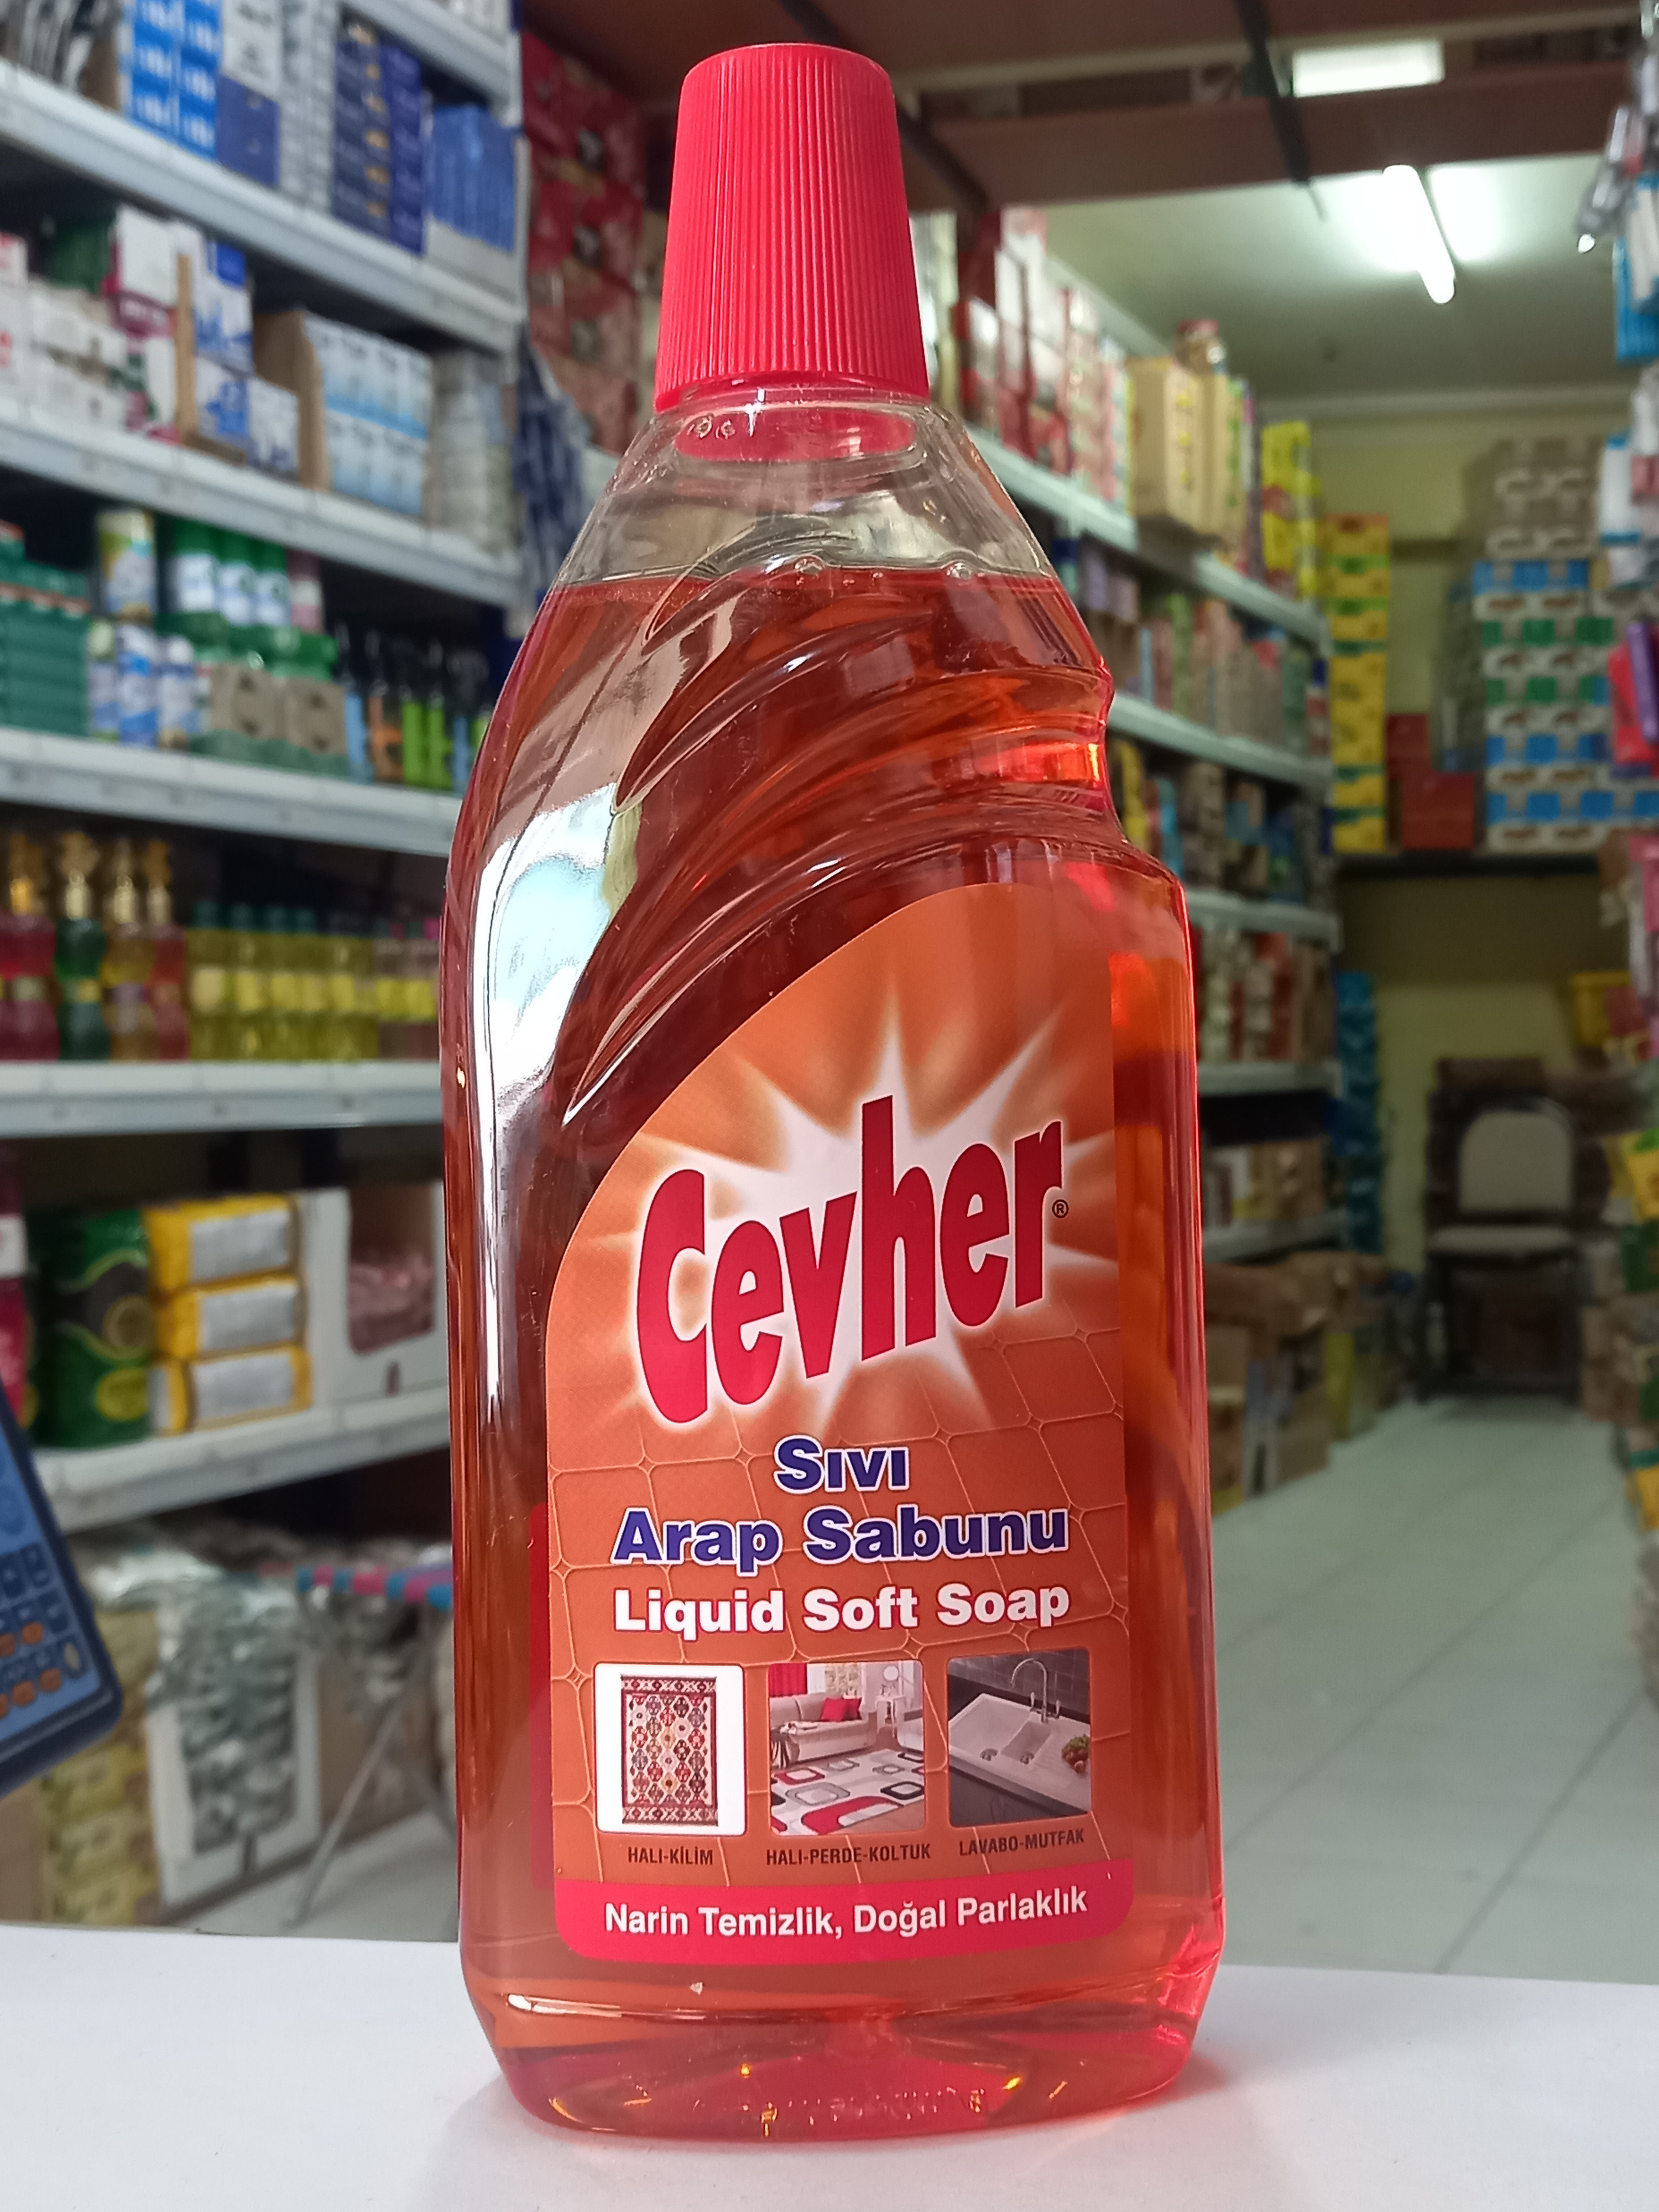 Cevher®
Sıvı
Arap Sabunu
Liquid Soft Soap
HALI-KİLİM
HALI-PERDE-KOLTUK
LAVABO-MUTFAK
Narin Temizlik, Doğal Parlaklık